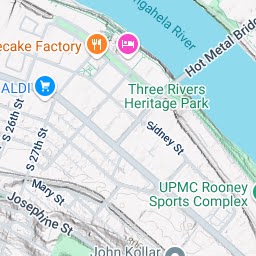 ngahela River
Hot Metal Bridg
ecake Factory
ALDI
Three Rivers
Heritage Park
S 26th St
Sidney St
S 27th St
Mary St
UPMC Rooney
Sports Complex
Josephine St
John Kollar